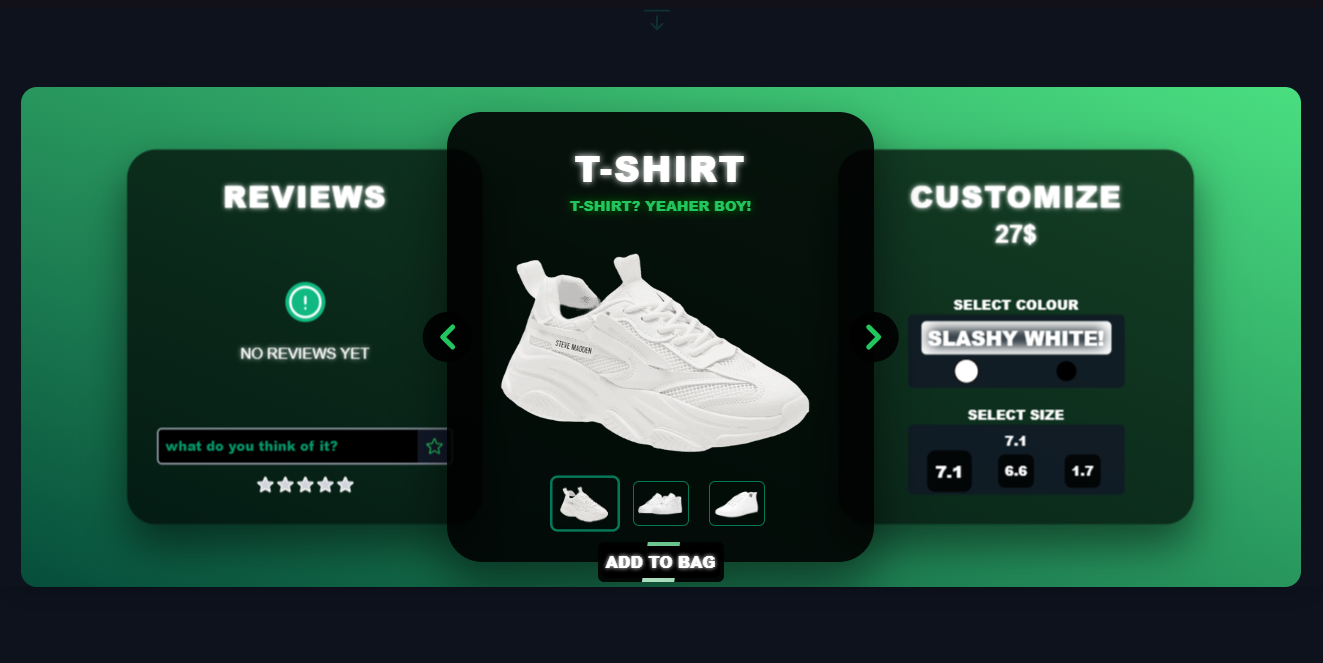 REVIEWS
NO REVIEWS YET
what do you think of it?
T-SHIRT
T-SHIRT? YEAHER BOY!
STEVE MADDEN
ADD TO BAG
CUSTOMIZE
27$
SELECT COLOUR
SLASHY WHITE!
SELECT SIZE
7.1
7.1 6.6 1.7